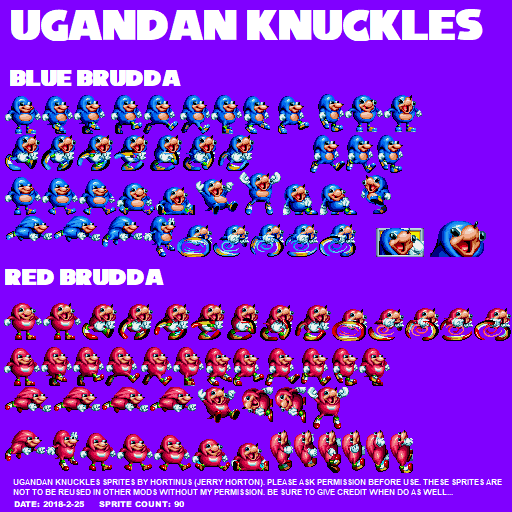 UGANDAN KNUCKLES
BLUE BRUDDA
RED BRUDDA
UGANDAN KNUCKLES SPRITES BY HORTINUS (JERRY HORTON). PLEASE ASK PERMISSION BEFORE USE. THESE SPRITES ARE
NOT TO BE REUSED IN OTHER MODS WITHOUT MY PERMISSION. BE SURE TO GIVE CREDIT WHEN DO AS WELL...
DATE: 2018-2-25 SPRITE COUNT: 90